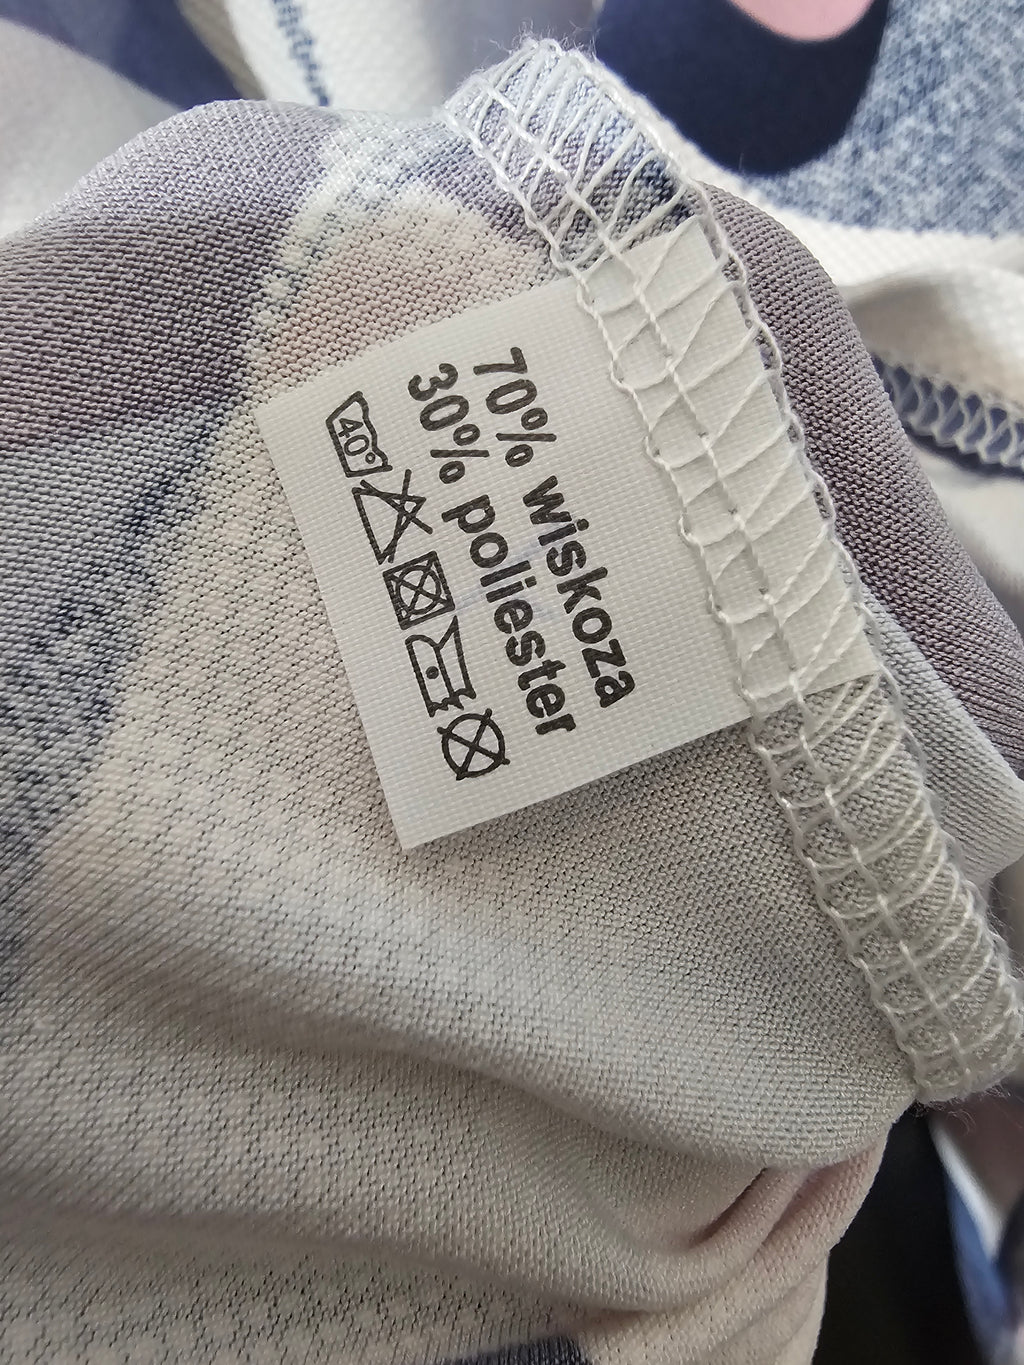 70% wiskoza
30% poliester
40°